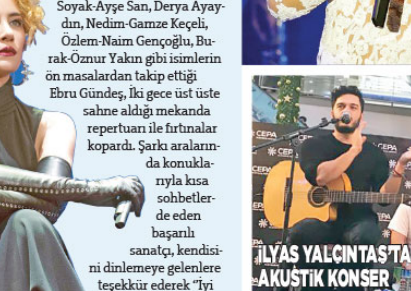 Soyak-Ayşe San, Derya Ayay-
dın, Nedim-Gamze Keçeli,
Özlem-Naim Gençoğlu, Bu-
rak-Öznur Yakın gibi isimlerin
ön masalardan takip ettiği
Ebru Gündeş, İki gece üst üste
sahne aldığı mekanda
repertuarı ile fırtınalar
kopardı. Şarkı araların-
da konukla-
rıyla kısa
sohbetler-
de eden
başarılı
sanatçı, kendisi-
ni dinlemeye gelenlere
teşekkür ederek “İyi
CEPA
CEPA
CEPA
İLYAS YALÇINTAŞ'TA
AKUSTİK KONSER